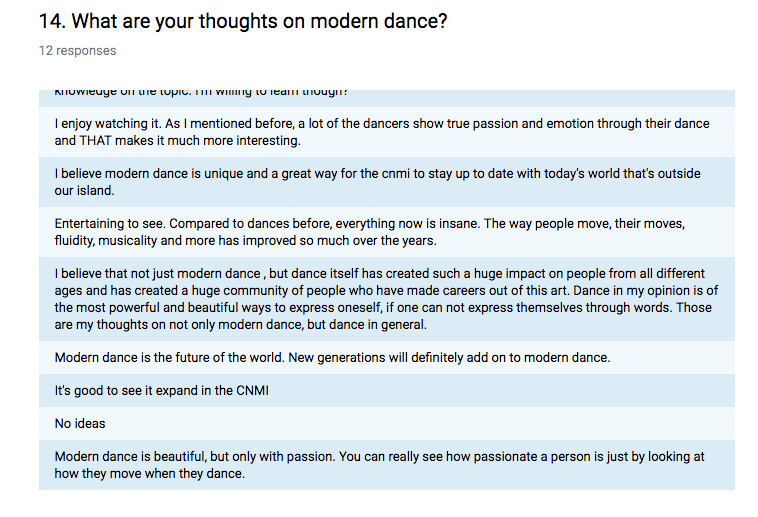 14. What are your thoughts on modern dance?
12 responses
knowledge on the topic. I'm willing to learn though!
I enjoy watching it. As I mentioned before, a lot of the dancers show true passion and emotion through their dance
and THAT makes it much more interesting.
I believe modern dance is unique and a great way for the cnmi to stay up to date with today's world that's outside
our island.
Entertaining to see. Compared to dances before, everything now is insane. The way people move, their moves,
fluidity, musicality and more has improved so much over the years.
I believe that not just modern dance , but dance itself has created such a huge impact on people from all different
ages and has created a huge community of people who have made careers out of this art. Dance in my opinion is of
the most powerful and beautiful ways to express oneself, if one can not express themselves through words. Those
are my thoughts on not only modern dance, but dance in general.
Modern dance is the future of the world. New generations will definitely add on to modern dance.
It's good to see it expand in the CNMI
No ideas
Modern dance is beautiful, but only with passion. You can really see how passionate a person is just by looking at
how they move when they dance.